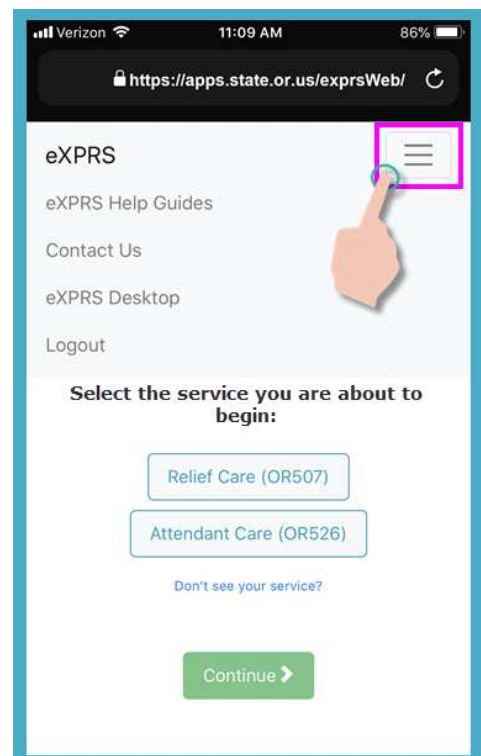 Verizon 11:09 AM 86%
https://apps.state.or.us/exprsWeb/
eXPRS
eXPRS Help Guides
Contact Us
eXPRS Desktop
Logout
Select the service you are about to
begin:
Relief Care (OR507)
Attendant Care (OR526)
Don't see your service?
Continue